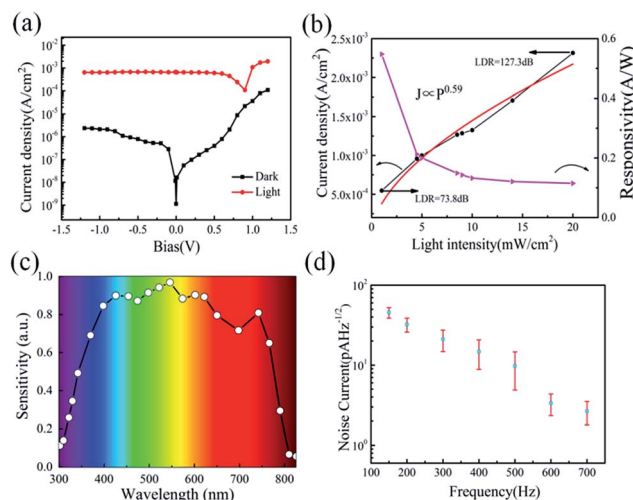 (a)
Current density(A/cm²)
10⁻²
10⁻³
10⁻⁴
10⁻⁵
10⁻⁶
10⁻⁷
10⁻⁸
10⁻⁹
Dark
Light
-1.5 -1.0 -0.5 0.0 0.5 1.0 1.5
Bias(V)
(b)
Current density(A/cm²)
2.5x10⁻³
2.0x10⁻³
1.5x10⁻³
1.0x10⁻³
5.0x10⁻⁴
LDR=127.3dB
J∝P^0.59
LDR=73.8dB
0.6
0.4
0.2
0.0
Responsivity(A/W)
0 5 10 15 20
Light intensity(mW/cm²)
(c)
Sensitivity (a.u.)
1.0
0.8
0.6
0.4
0.2
0.0
300 400 500 600 700 800
Wavelength (nm)
(d)
Noise Current(pAHz⁻¹/²)
10²
10¹
10⁰
100 200 300 400 500 600 700
Frequency(Hz)